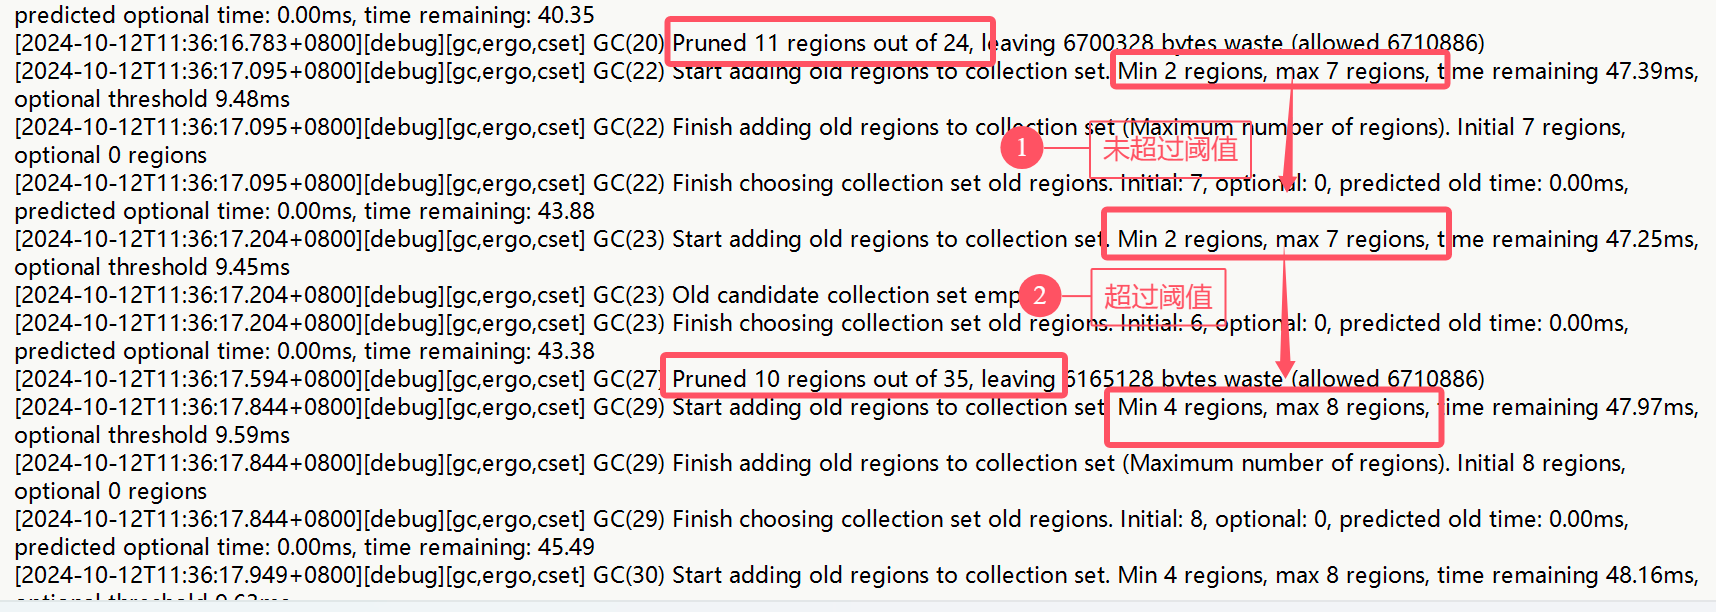 predicted optional time: 0.00ms, time remaining: 40.35
[2024-10-12T11:36:16.783+0800][debug][gc,ergo,cset] GC(20) Pruned 11 regions out of 24, leaving 6700328 bytes waste (allowed 6710886)
[2024-10-12T11:36:17.095+0800][debug][gc,ergo,cset] GC(22) Start adding old regions to collection set. Min 2 regions, max 7 regions, time remaining 47.39ms,
optional threshold 9.48ms
[2024-10-12T11:36:17.095+0800][debug][gc,ergo,cset] GC(22) Finish adding old regions to collection set (Maximum number of regions). Initial 7 regions,
1 未超过阈值
optional 0 regions
[2024-10-12T11:36:17.095+0800][debug][gc,ergo,cset] GC(22) Finish choosing collection set old regions. Initial: 7, optional: 0, predicted old time: 0.00ms,
predicted optional time: 0.00ms, time remaining: 43.88
[2024-10-12T11:36:17.204+0800][debug][gc,ergo,cset] GC(23) Start adding old regions to collection set. Min 2 regions, max 7 regions, time remaining 47.25ms,
optional threshold 9.45ms
[2024-10-12T11:36:17.204+0800][debug][gc,ergo,cset] GC(23) Old candidate collection set
2 超过阈值
[2024-10-12T11:36:17.204+0800][debug][gc,ergo,cset] GC(23) Finish choosing collection set old regions. Initial: 6, optional: 0, predicted old time: 0.00ms,
predicted optional time: 0.00ms, time remaining: 43.38
[2024-10-12T11:36:17.594+0800][debug][gc,ergo,cset] GC(27) Pruned 10 regions out of 35, leaving 6165128 bytes waste (allowed 6710886)
[2024-10-12T11:36:17.844+0800][debug][gc,ergo,cset] GC(29) Start adding old regions to collection set. Min 4 regions, max 8 regions, time remaining 47.97ms,
optional threshold 9.59ms
[2024-10-12T11:36:17.844+0800][debug][gc,ergo,cset] GC(29) Finish adding old regions to collection set (Maximum number of regions). Initial 8 regions,
optional 0 regions
[2024-10-12T11:36:17.844+0800][debug][gc,ergo,cset] GC(29) Finish choosing collection set old regions. Initial: 8, optional: 0, predicted old time: 0.00ms,
predicted optional time: 0.00ms, time remaining: 45.49
[2024-10-12T11:36:17.949+0800][debug][gc,ergo,cset] GC(30) Start adding old regions to collection set. Min 4 regions, max 8 regions, time remaining 48.16ms,
optional threshold